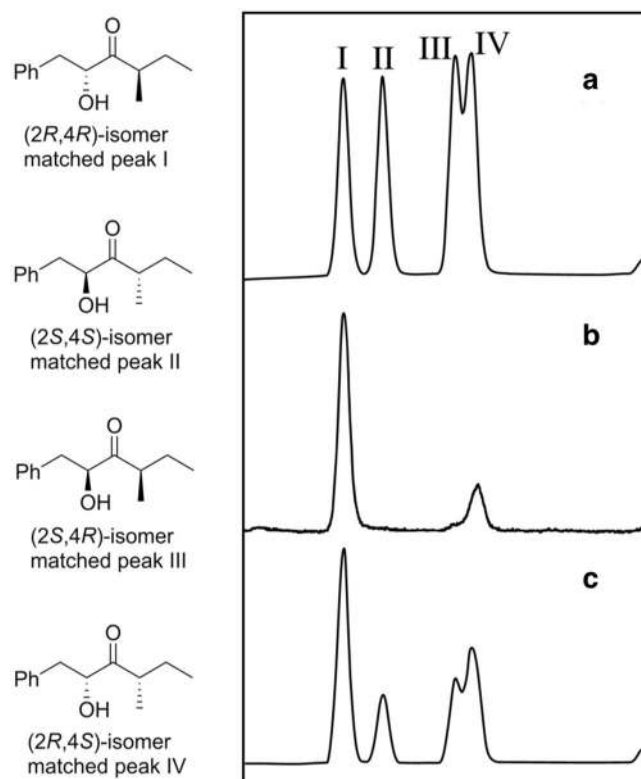 O
Ph
OH
(2R,4R)-isomer
matched peak I
O
Ph
OH
(2S,4S)-isomer
matched peak II
O
Ph
OH
(2S,4R)-isomer
matched peak III
O
Ph
OH
(2R,4S)-isomer
matched peak IV
I II III IV
a
b
c